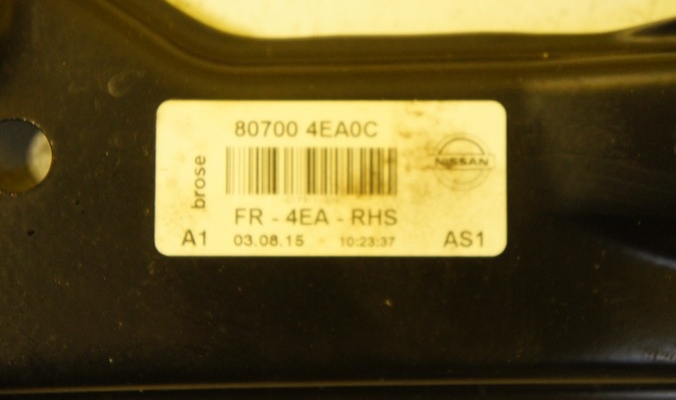 80700 4EA0C
brose
NISSAN
FR - 4EA - RHS
A1 03.08.15 10:23:37 AS1